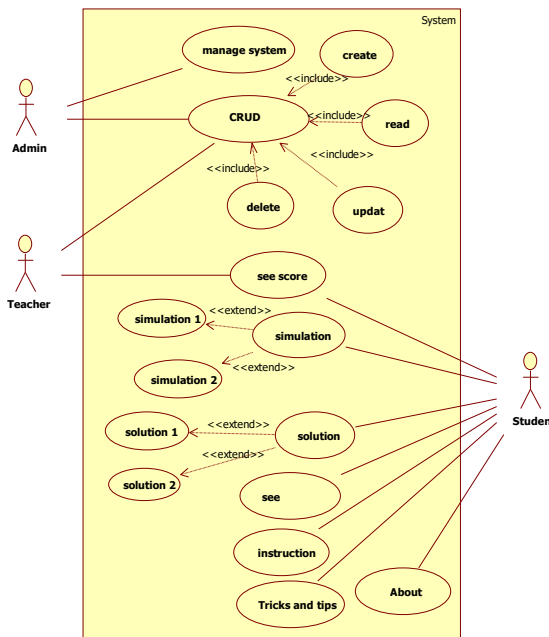 System
manage system
create
<<include>>
CRUD
<<include>>
read
Admin
<<include>>
<<include>>
delete
updat
see score
Teacher
<<extend>>
simulation 1
simulation
<<extend>>
simulation 2
Studen
<<extend>>
solution 1
solution
<<extend>>
solution 2
see
instruction
About
Tricks and tips